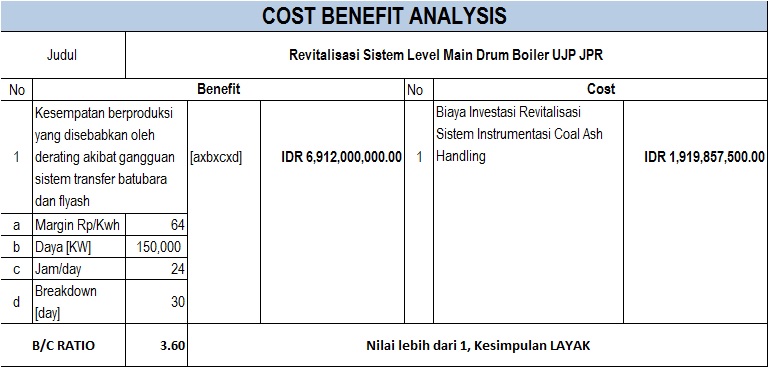 COST BENEFIT ANALYSIS
Judul
Revitalisasi Sistem Level Main Drum Boiler UJP JPR
No
Benefit
No
Cost
1
Kesempatan berproduksi
yang disebabkan oleh
derating akibat gangguan
sistem transfer batubara
dan flyash
[axbxcxd]
IDR 6,912,000,000.00
1
Biaya Investasi Revitalisasi
Sistem Instrumentasi Coal Ash
Handling
IDR 1,919,857,500.00
a
Margin Rp/Kwh
64
b
Daya [KW]
150,000
c
Jam/day
24
d
Breakdown
[day]
30
B/C RATIO
3.60
Nilai lebih dari 1, Kesimpulan LAYAK